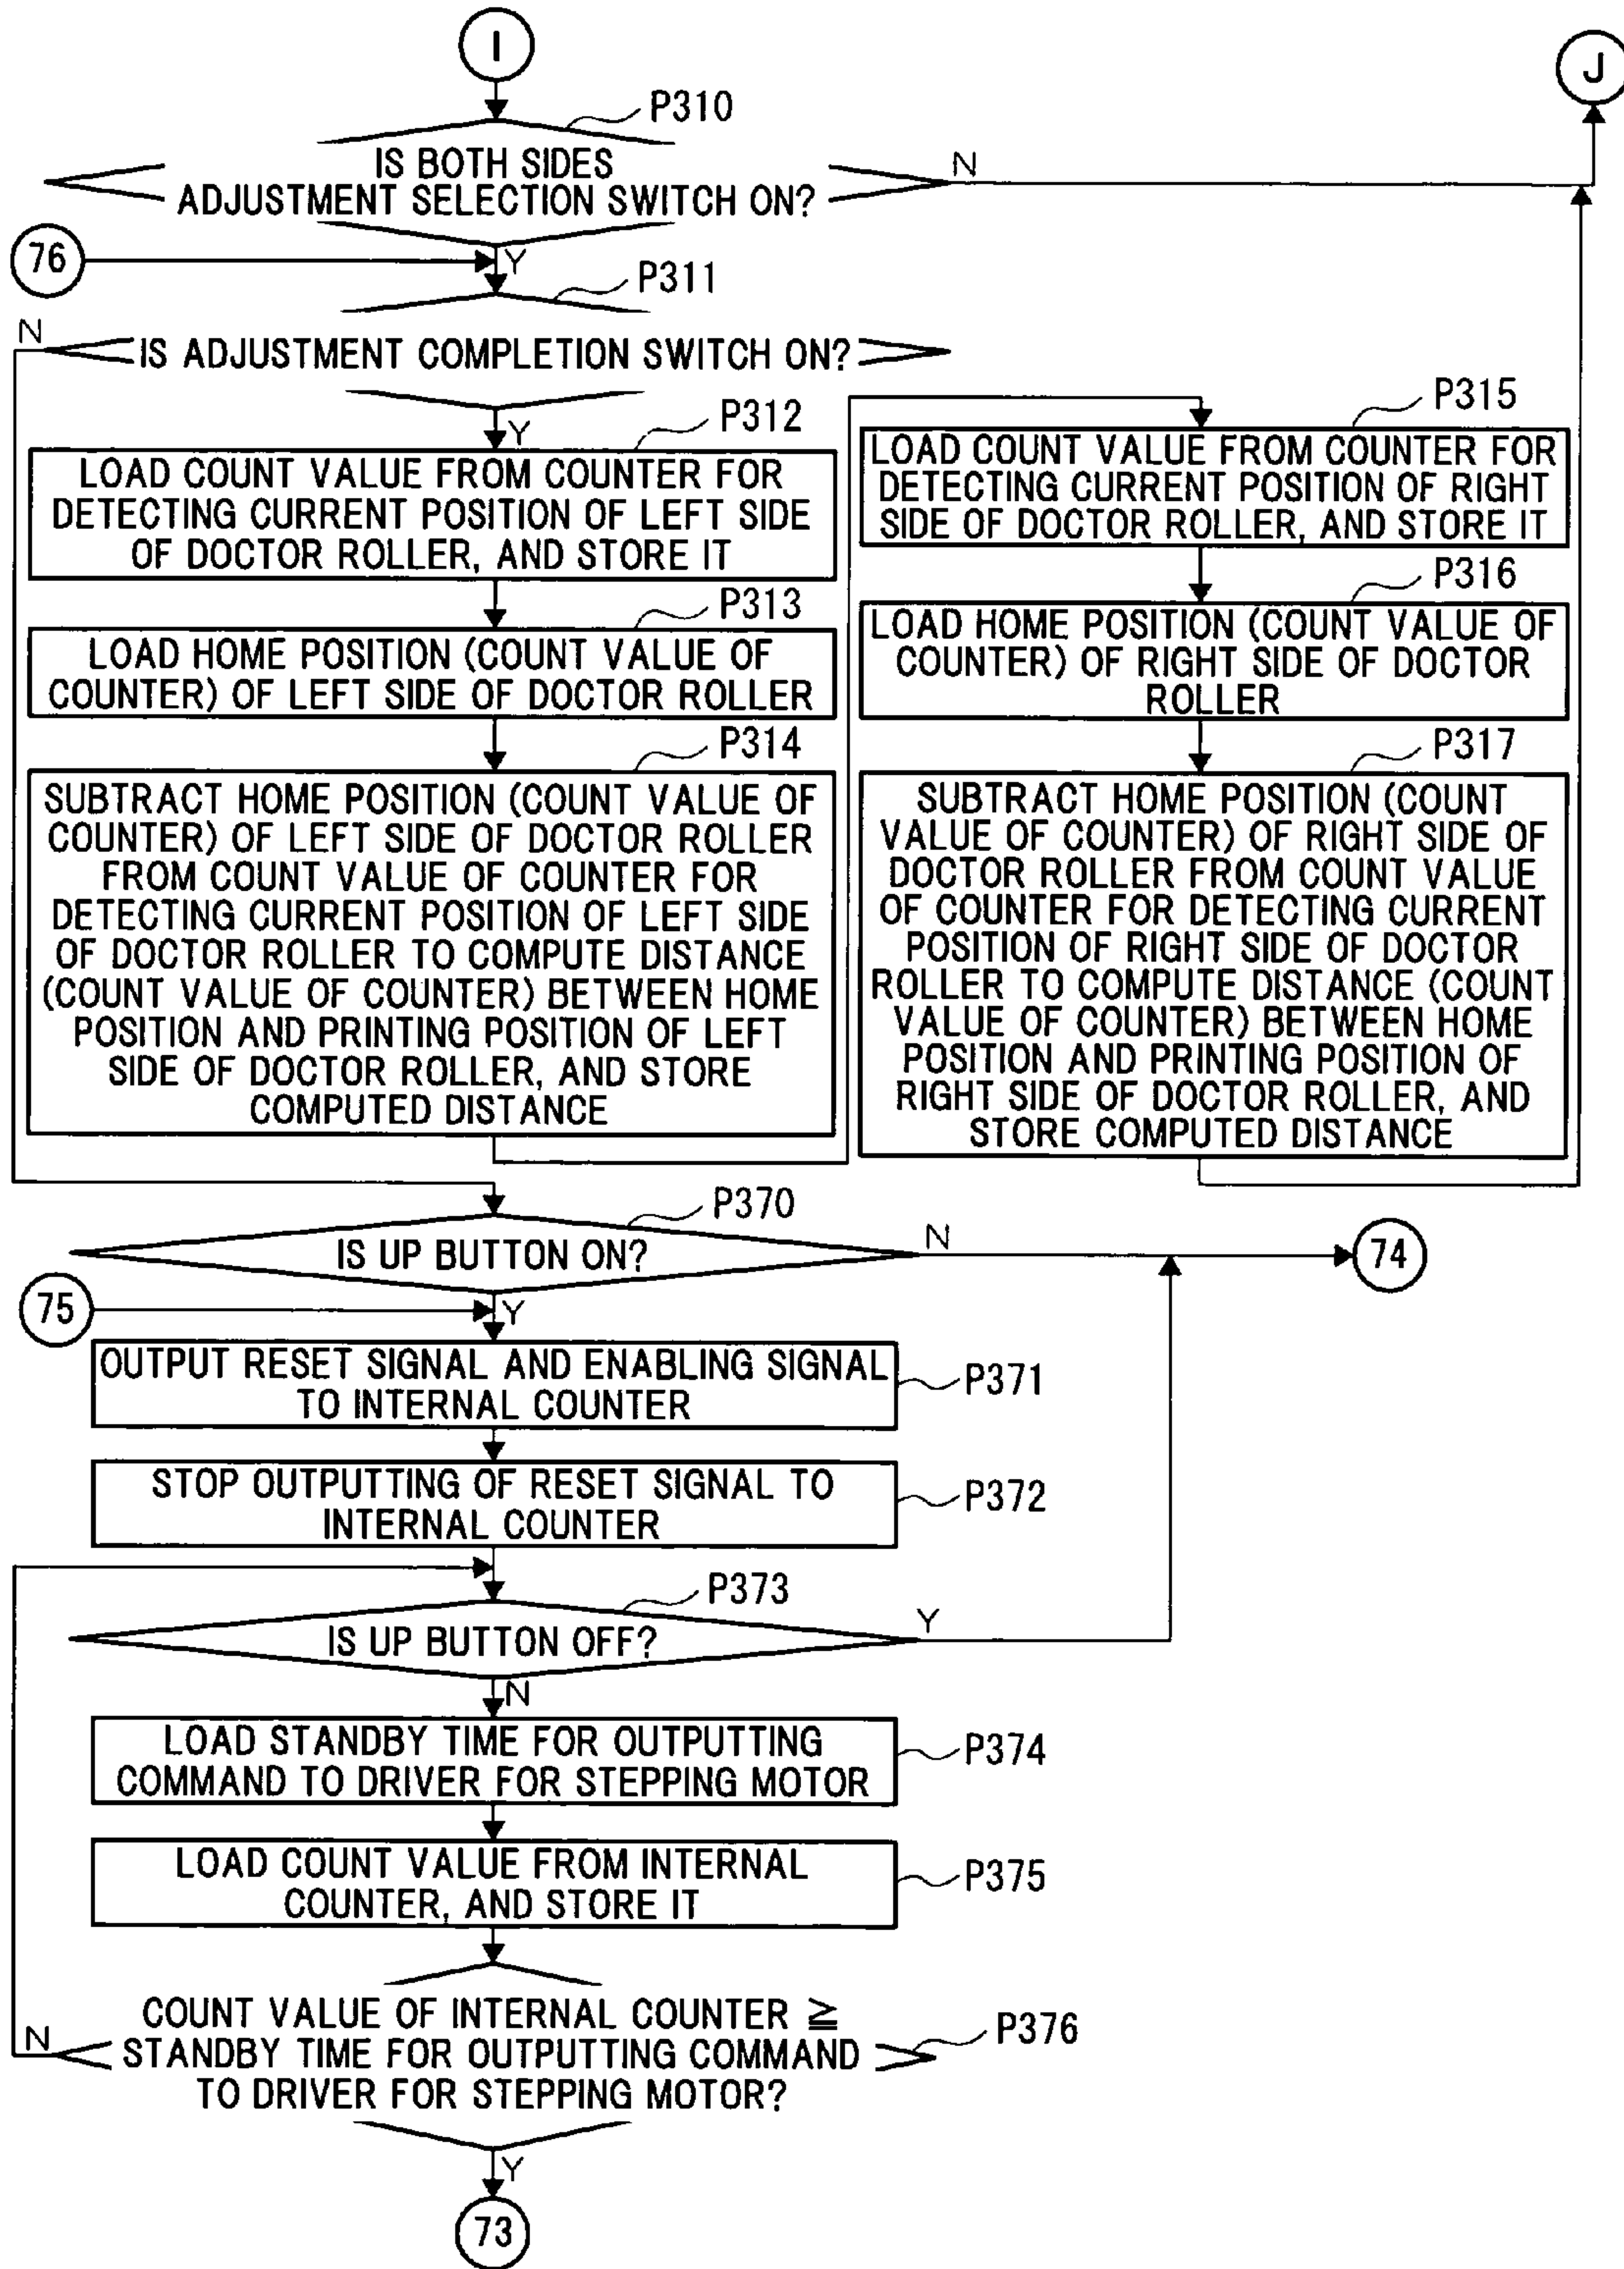 I
J
P310
IS BOTH SIDES
ADJUSTMENT SELECTION SWITCH ON?
N
76
Y
P311
N
IS ADJUSTMENT COMPLETION SWITCH ON?
Y
P312
LOAD COUNT VALUE FROM COUNTER FOR
DETECTING CURRENT POSITION OF LEFT SIDE
OF DOCTOR ROLLER, AND STORE IT
P313
LOAD HOME POSITION (COUNT VALUE OF
COUNTER) OF LEFT SIDE OF DOCTOR ROLLER
P314
SUBTRACT HOME POSITION (COUNT VALUE OF
COUNTER) OF LEFT SIDE OF DOCTOR ROLLER
FROM COUNT VALUE OF COUNTER FOR
DETECTING CURRENT POSITION OF LEFT SIDE
OF DOCTOR ROLLER TO COMPUTE DISTANCE
(COUNT VALUE OF COUNTER) BETWEEN HOME
POSITION AND PRINTING POSITION OF LEFT
SIDE OF DOCTOR ROLLER, AND STORE
COMPUTED DISTANCE
P315
LOAD COUNT VALUE FROM COUNTER FOR
DETECTING CURRENT POSITION OF RIGHT
SIDE OF DOCTOR ROLLER, AND STORE IT
P316
LOAD HOME POSITION (COUNT VALUE OF
COUNTER) OF RIGHT SIDE OF DOCTOR
ROLLER
P317
SUBTRACT HOME POSITION (COUNT
VALUE OF COUNTER) OF RIGHT SIDE OF
DOCTOR ROLLER FROM COUNT VALUE
OF COUNTER FOR DETECTING CURRENT
POSITION OF RIGHT SIDE OF DOCTOR
ROLLER TO COMPUTE DISTANCE (COUNT
VALUE OF COUNTER) BETWEEN HOME
POSITION AND PRINTING POSITION OF
RIGHT SIDE OF DOCTOR ROLLER, AND
STORE COMPUTED DISTANCE
P370
IS UP BUTTON ON?
N
74
75
Y
OUTPUT RESET SIGNAL AND ENABLING SIGNAL
TO INTERNAL COUNTER
P371
STOP OUTPUTTING OF RESET SIGNAL TO
INTERNAL COUNTER
P372
P373
IS UP BUTTON OFF?
Y
N
LOAD STANDBY TIME FOR OUTPUTTING
COMMAND TO DRIVER FOR STEPPING MOTOR
P374
LOAD COUNT VALUE FROM INTERNAL
COUNTER, AND STORE IT
P375
COUNT VALUE OF INTERNAL COUNTER ≧
STANDBY TIME FOR OUTPUTTING COMMAND
TO DRIVER FOR STEPPING MOTOR?
P376
N
Y
73